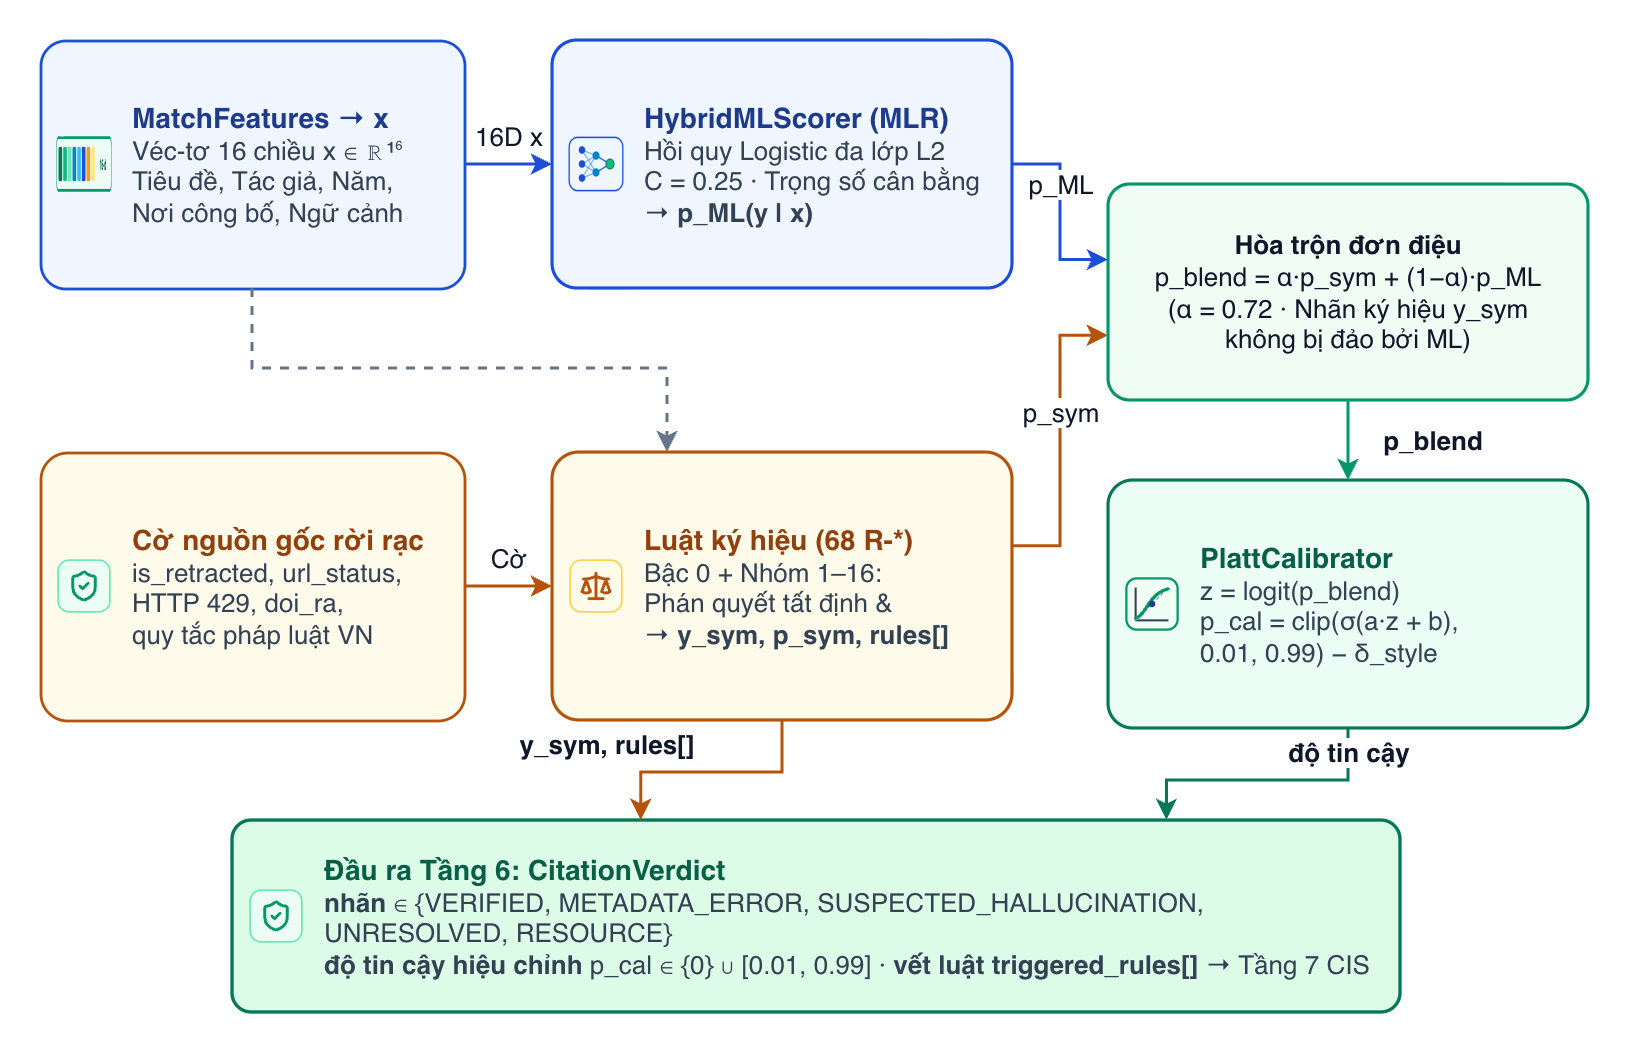 MatchFeatures → x
Véc-tơ 16 chiều x ∈ ℝ¹⁶
Tiêu đề, Tác giả, Năm,
Nơi công bố, Ngữ cảnh
16D x
HybridMLScorer (MLR)
Hồi quy Logistic đa lớp L2
C = 0.25 · Trọng số cân bằng
→ p_ML(y | x)
p_ML
Hòa trộn đơn điệu
p_blend = α·p_sym + (1−α)·p_ML
(α = 0.72 · Nhãn ký hiệu y_sym
không bị đảo bởi ML)
p_sym
p_blend
Cờ nguồn gốc rời rạc
is_retracted, url_status,
HTTP 429, doi_ra,
quy tắc pháp luật VN
Cờ
Luật ký hiệu (68 R-*)
Bậc 0 + Nhóm 1–16:
Phán quyết tất định &
→ y_sym, p_sym, rules[]
PlattCalibrator
z = logit(p_blend)
p_cal = clip(σ(a·z + b),
0.01, 0.99) − δ_style
y_sym, rules[]
độ tin cậy
Đầu ra Tầng 6: CitationVerdict
nhãn ∈ {VERIFIED, METADATA_ERROR, SUSPECTED_HALLUCINATION,
UNRESOLVED, RESOURCE}
độ tin cậy hiệu chỉnh p_cal ∈ {0} ∪ [0.01, 0.99] · vết luật triggered_rules[] → Tầng 7 CIS